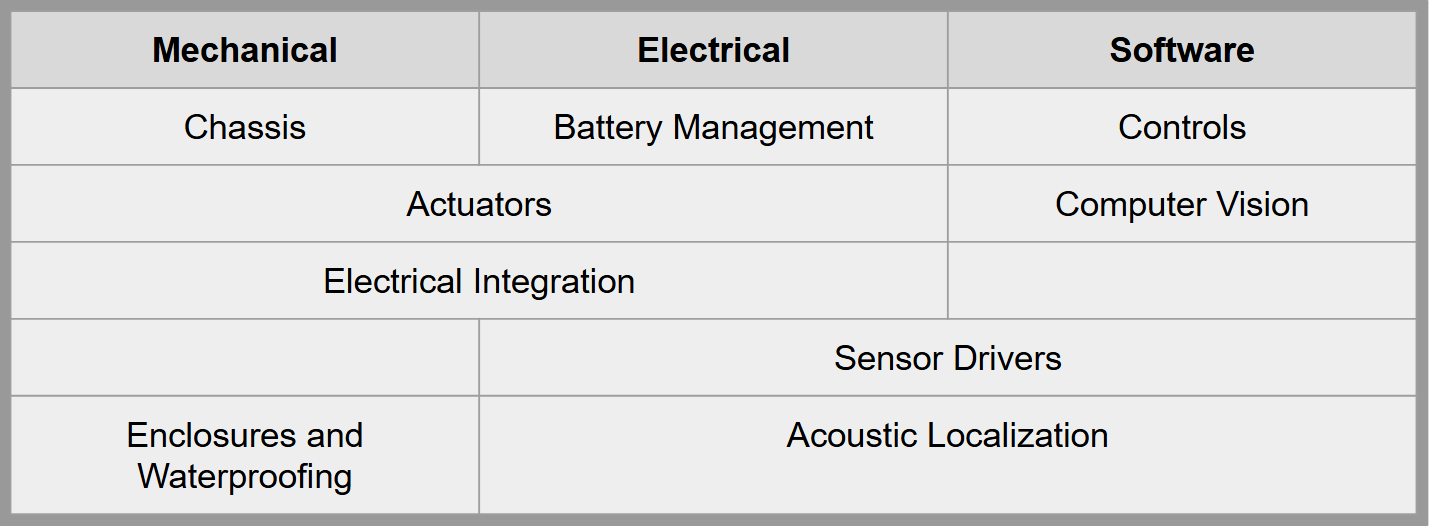 Mechanical
Electrical
Software
Chassis
Battery Management
Controls
Actuators
Computer Vision
Electrical Integration
Sensor Drivers
Enclosures and
Waterproofing
Acoustic Localization